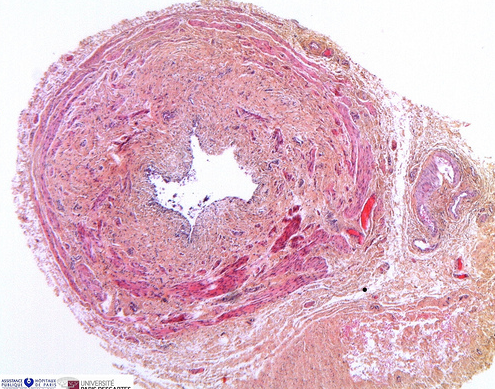 ASSISTANCE PUBLIQUE
HÔPITAUX DE PARIS
UNIVERSITÉ
PARIS DESCARTES